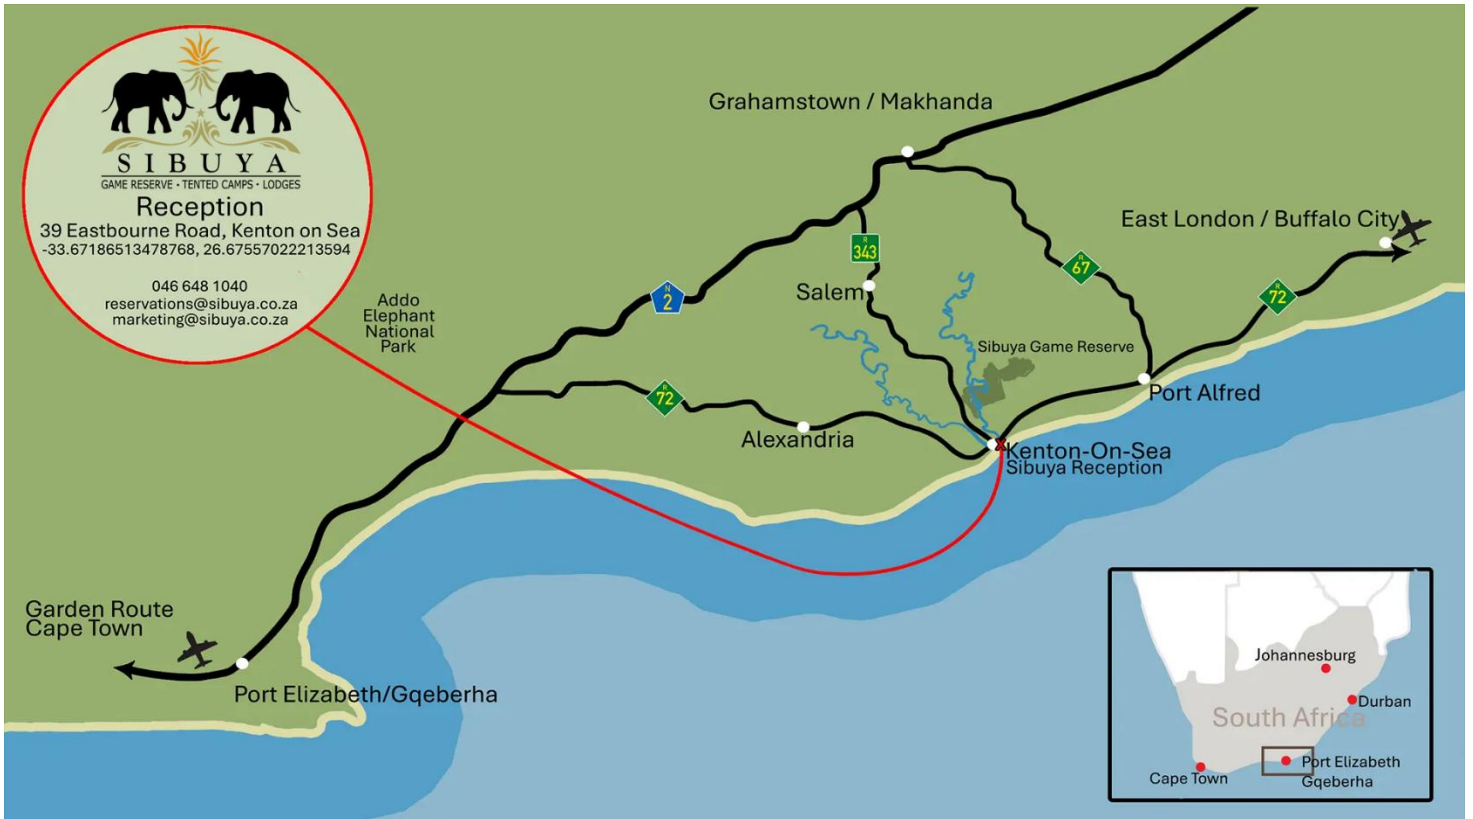 SIBUYA
GAME RESERVE • TENTED CAMPS • LODGES
Reception
39 Eastbourne Road, Kenton on Sea
-33.67186513478768, 26.67557022213594
046 648 1040
reservations@sibuya.co.za
marketing@sibuya.co.za
Grahamstown / Makhanda
East London / Buffalo City
R
343
R
67
R
72
Salem
N
2
Addo
Elephant
National
Park
Sibuya Game Reserve
R
72
Port Alfred
Alexandria
Kenton-On-Sea
Sibuya Reception
Garden Route
Cape Town
Port Elizabeth/Gqeberha
Johannesburg
Durban
South Africa
Port Elizabeth
Gqeberha
Cape Town